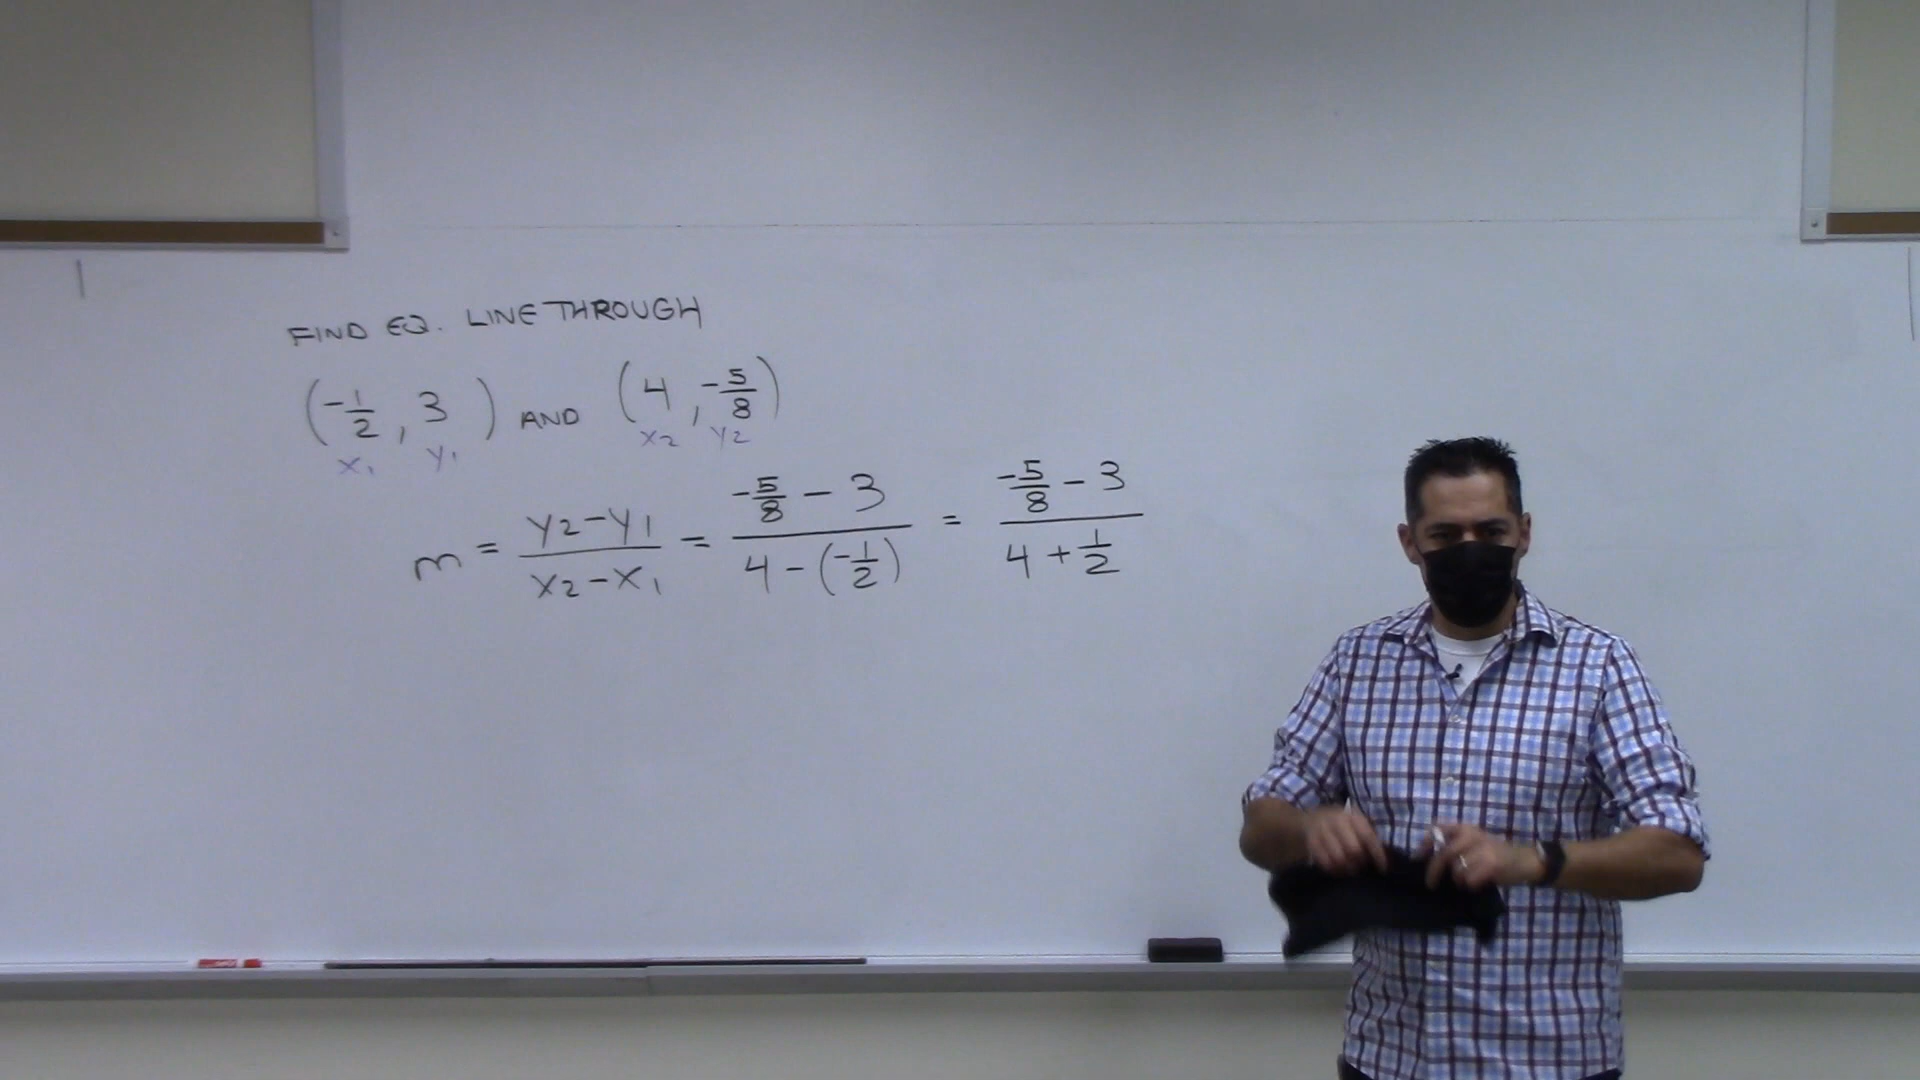 FIND EQ. LINE THROUGH
(-1/2, 3) AND (4, -5/8)
x₁ y₁ x₂ y₂
m = (y₂-y₁)/(x₂-x₁) = (-5/8 - 3)/(4-(-1/2)) = (-5/8 - 3)/(4 + 1/2)